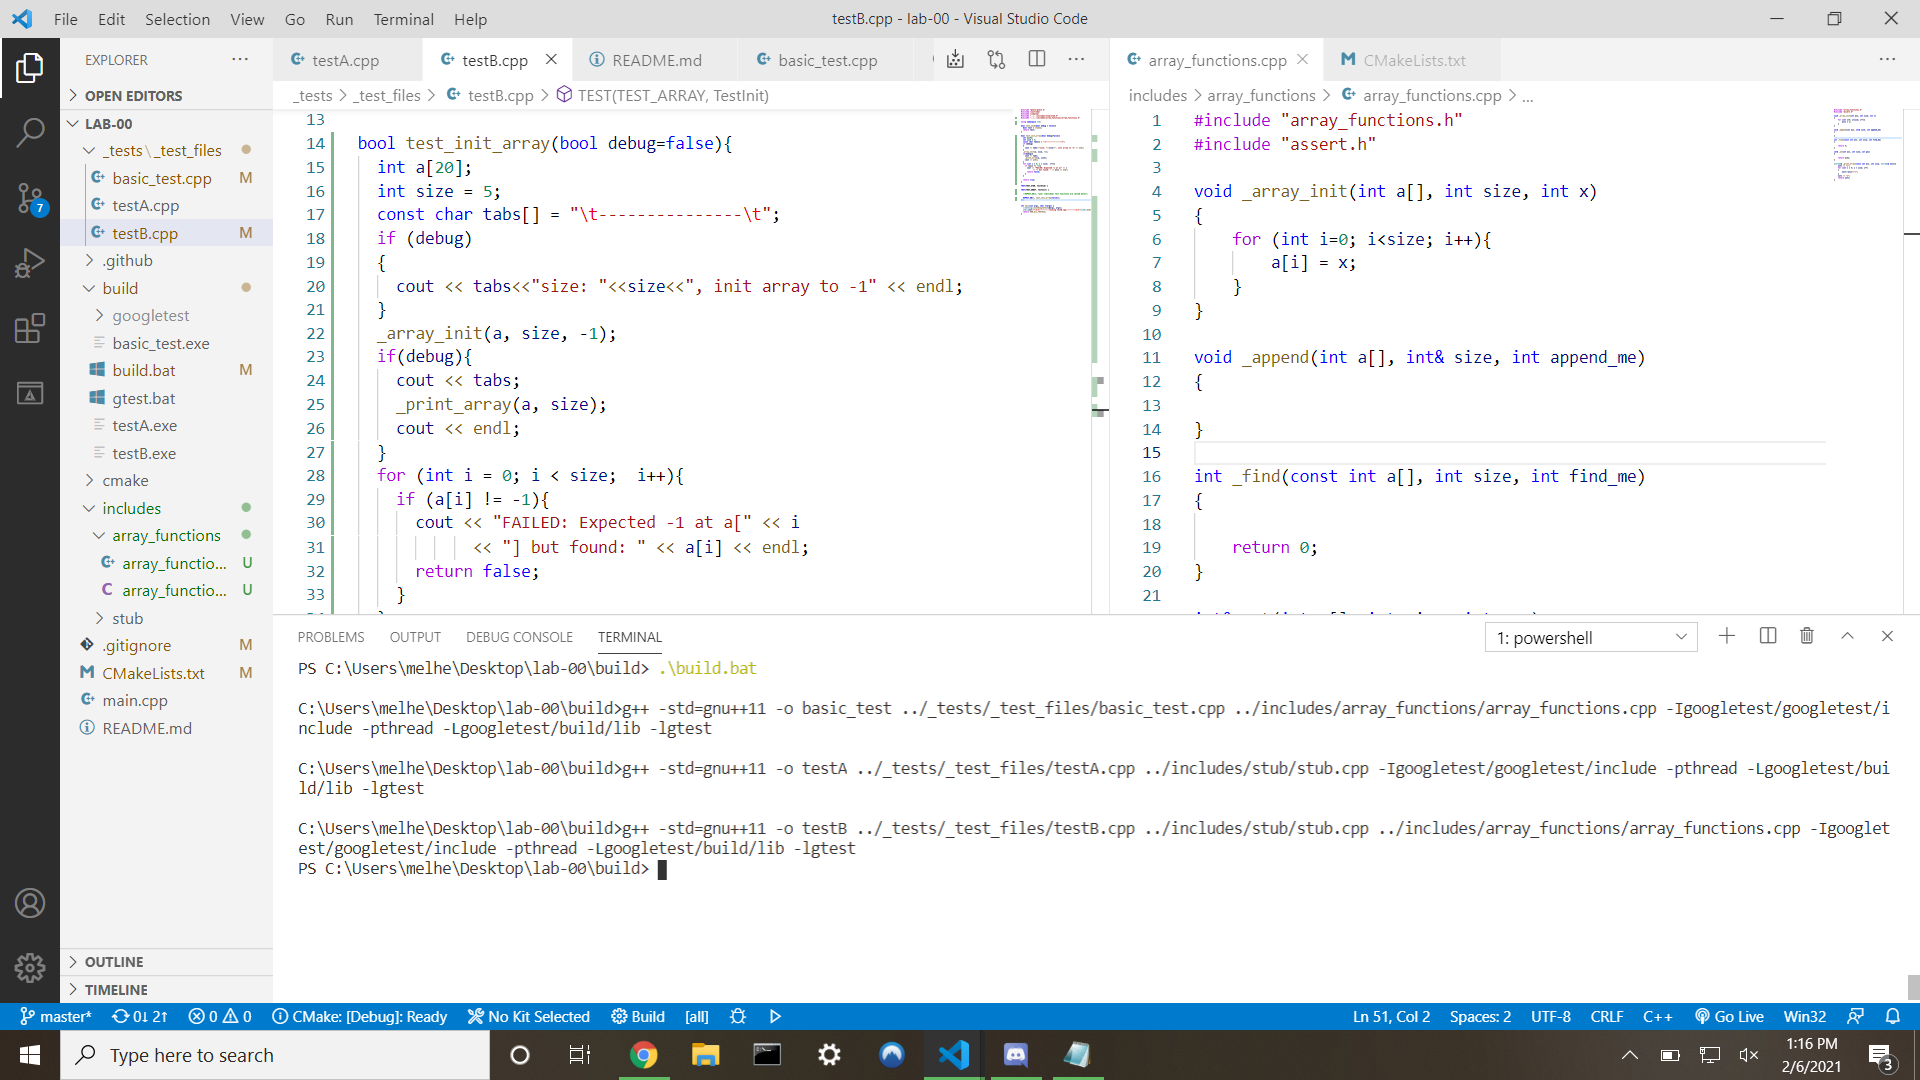 File Edit Selection View Go Run Terminal Help
testB.cpp - lab-00 - Visual Studio Code
EXPLORER
OPEN EDITORS
LAB-00
_tests\_test_files
basic_test.cpp M
testA.cpp
testB.cpp M
.github
build
googletest
basic_test.exe
build.bat M
gtest.bat
testA.exe
testB.exe
cmake
includes
array_functions
array_functio... U
array_functio... U
stub
.gitignore M
CMakeLists.txt M
main.cpp
README.md
OUTLINE
TIMELINE
7
testA.cpp testB.cpp README.md basic_test.cpp
_tests > _test_files > testB.cpp > TEST(TEST_ARRAY, TestInit)
13
14 bool test_init_array(bool debug=false){
15 int a[20];
16 int size = 5;
17 const char tabs[] = "\t---------------\t";
18 if (debug)
19 {
20 cout << tabs<<"size: "<<size<<", init array to -1" << endl;
21 }
22 _array_init(a, size, -1);
23 if(debug){
24 cout << tabs;
25 _print_array(a, size);
26 cout << endl;
27 }
28 for (int i = 0; i < size;  i++){
29 if (a[i] != -1){
30 cout << "FAILED: Expected -1 at a[" << i
31 << "] but found: " << a[i] << endl;
32 return false;
33 }
array_functions.cpp CMakeLists.txt
includes > array_functions > array_functions.cpp > ...
1 #include "array_functions.h"
2 #include "assert.h"
3
4 void _array_init(int a[], int size, int x)
5 {
6 for (int i=0; i<size; i++){
7 a[i] = x;
8 }
9 }
10
11 void _append(int a[], int& size, int append_me)
12 {
13
14 }
15
16 int _find(const int a[], int size, int find_me)
17 {
18
19 return 0;
20 }
21
PROBLEMS OUTPUT DEBUG CONSOLE TERMINAL
1: powershell
PS C:\Users\melhe\Desktop\lab-00\build> .\build.bat
C:\Users\melhe\Desktop\lab-00\build>g++ -std=gnu++11 -o basic_test ../_tests/_test_files/basic_test.cpp ../includes/array_functions/array_functions.cpp -Igoogletest/googletest/i
nclude -pthread -Lgoogletest/build/lib -lgtest
C:\Users\melhe\Desktop\lab-00\build>g++ -std=gnu++11 -o testA ../_tests/_test_files/testA.cpp ../includes/stub/stub.cpp -Igoogletest/googletest/include -pthread -Lgoogletest/bui
ld/lib -lgtest
C:\Users\melhe\Desktop\lab-00\build>g++ -std=gnu++11 -o testB ../_tests/_test_files/testB.cpp ../includes/stub/stub.cpp ../includes/array_functions/array_functions.cpp -Igooglet
est/googletest/include -pthread -Lgoogletest/build/lib -lgtest
PS C:\Users\melhe\Desktop\lab-00\build>
master* 0↓ 2↑ 0 0 CMake: [Debug]: Ready No Kit Selected Build [all]
Ln 51, Col 2 Spaces: 2 UTF-8 CRLF C++ Go Live Win32
Type here to search
1:16 PM
2/6/2021
3